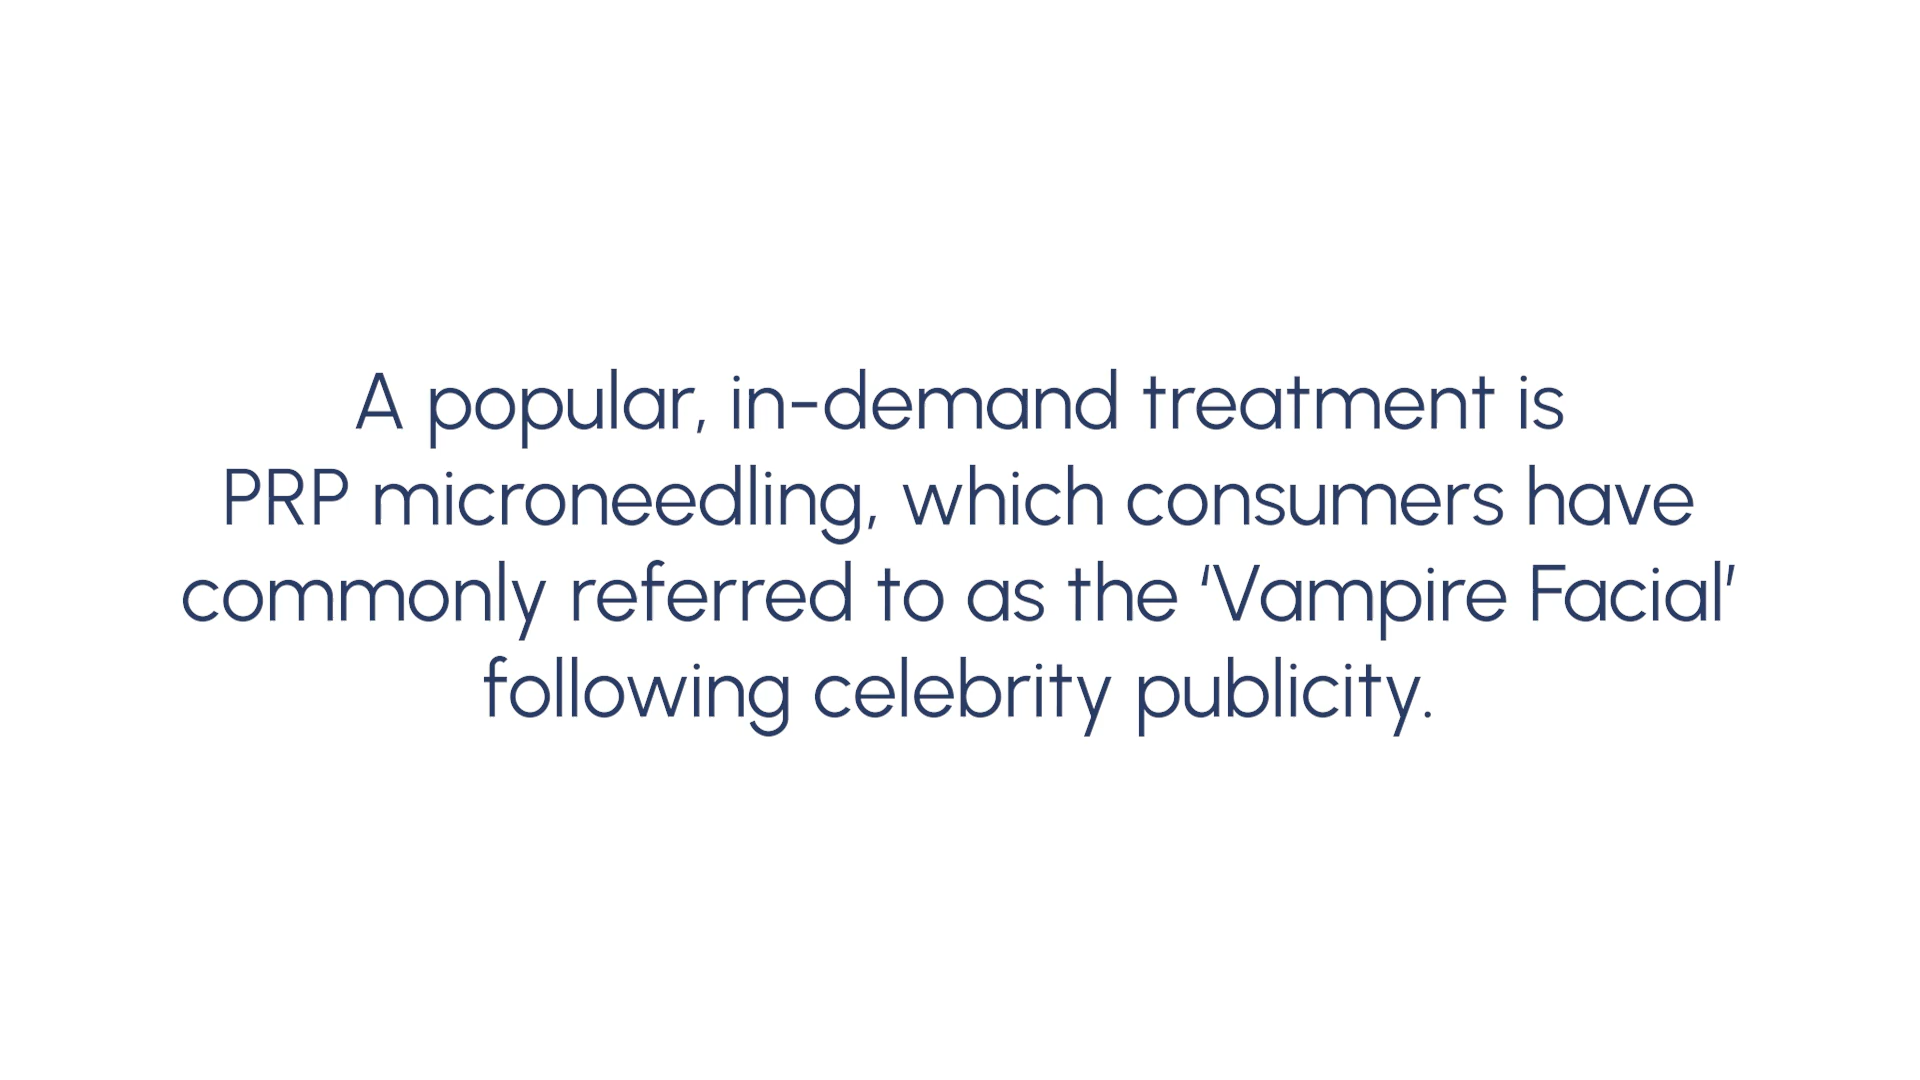 A popular, in-demand treatment is
PRP microneedling, which consumers have
commonly referred to as the ‘Vampire Facial’
following celebrity publicity.